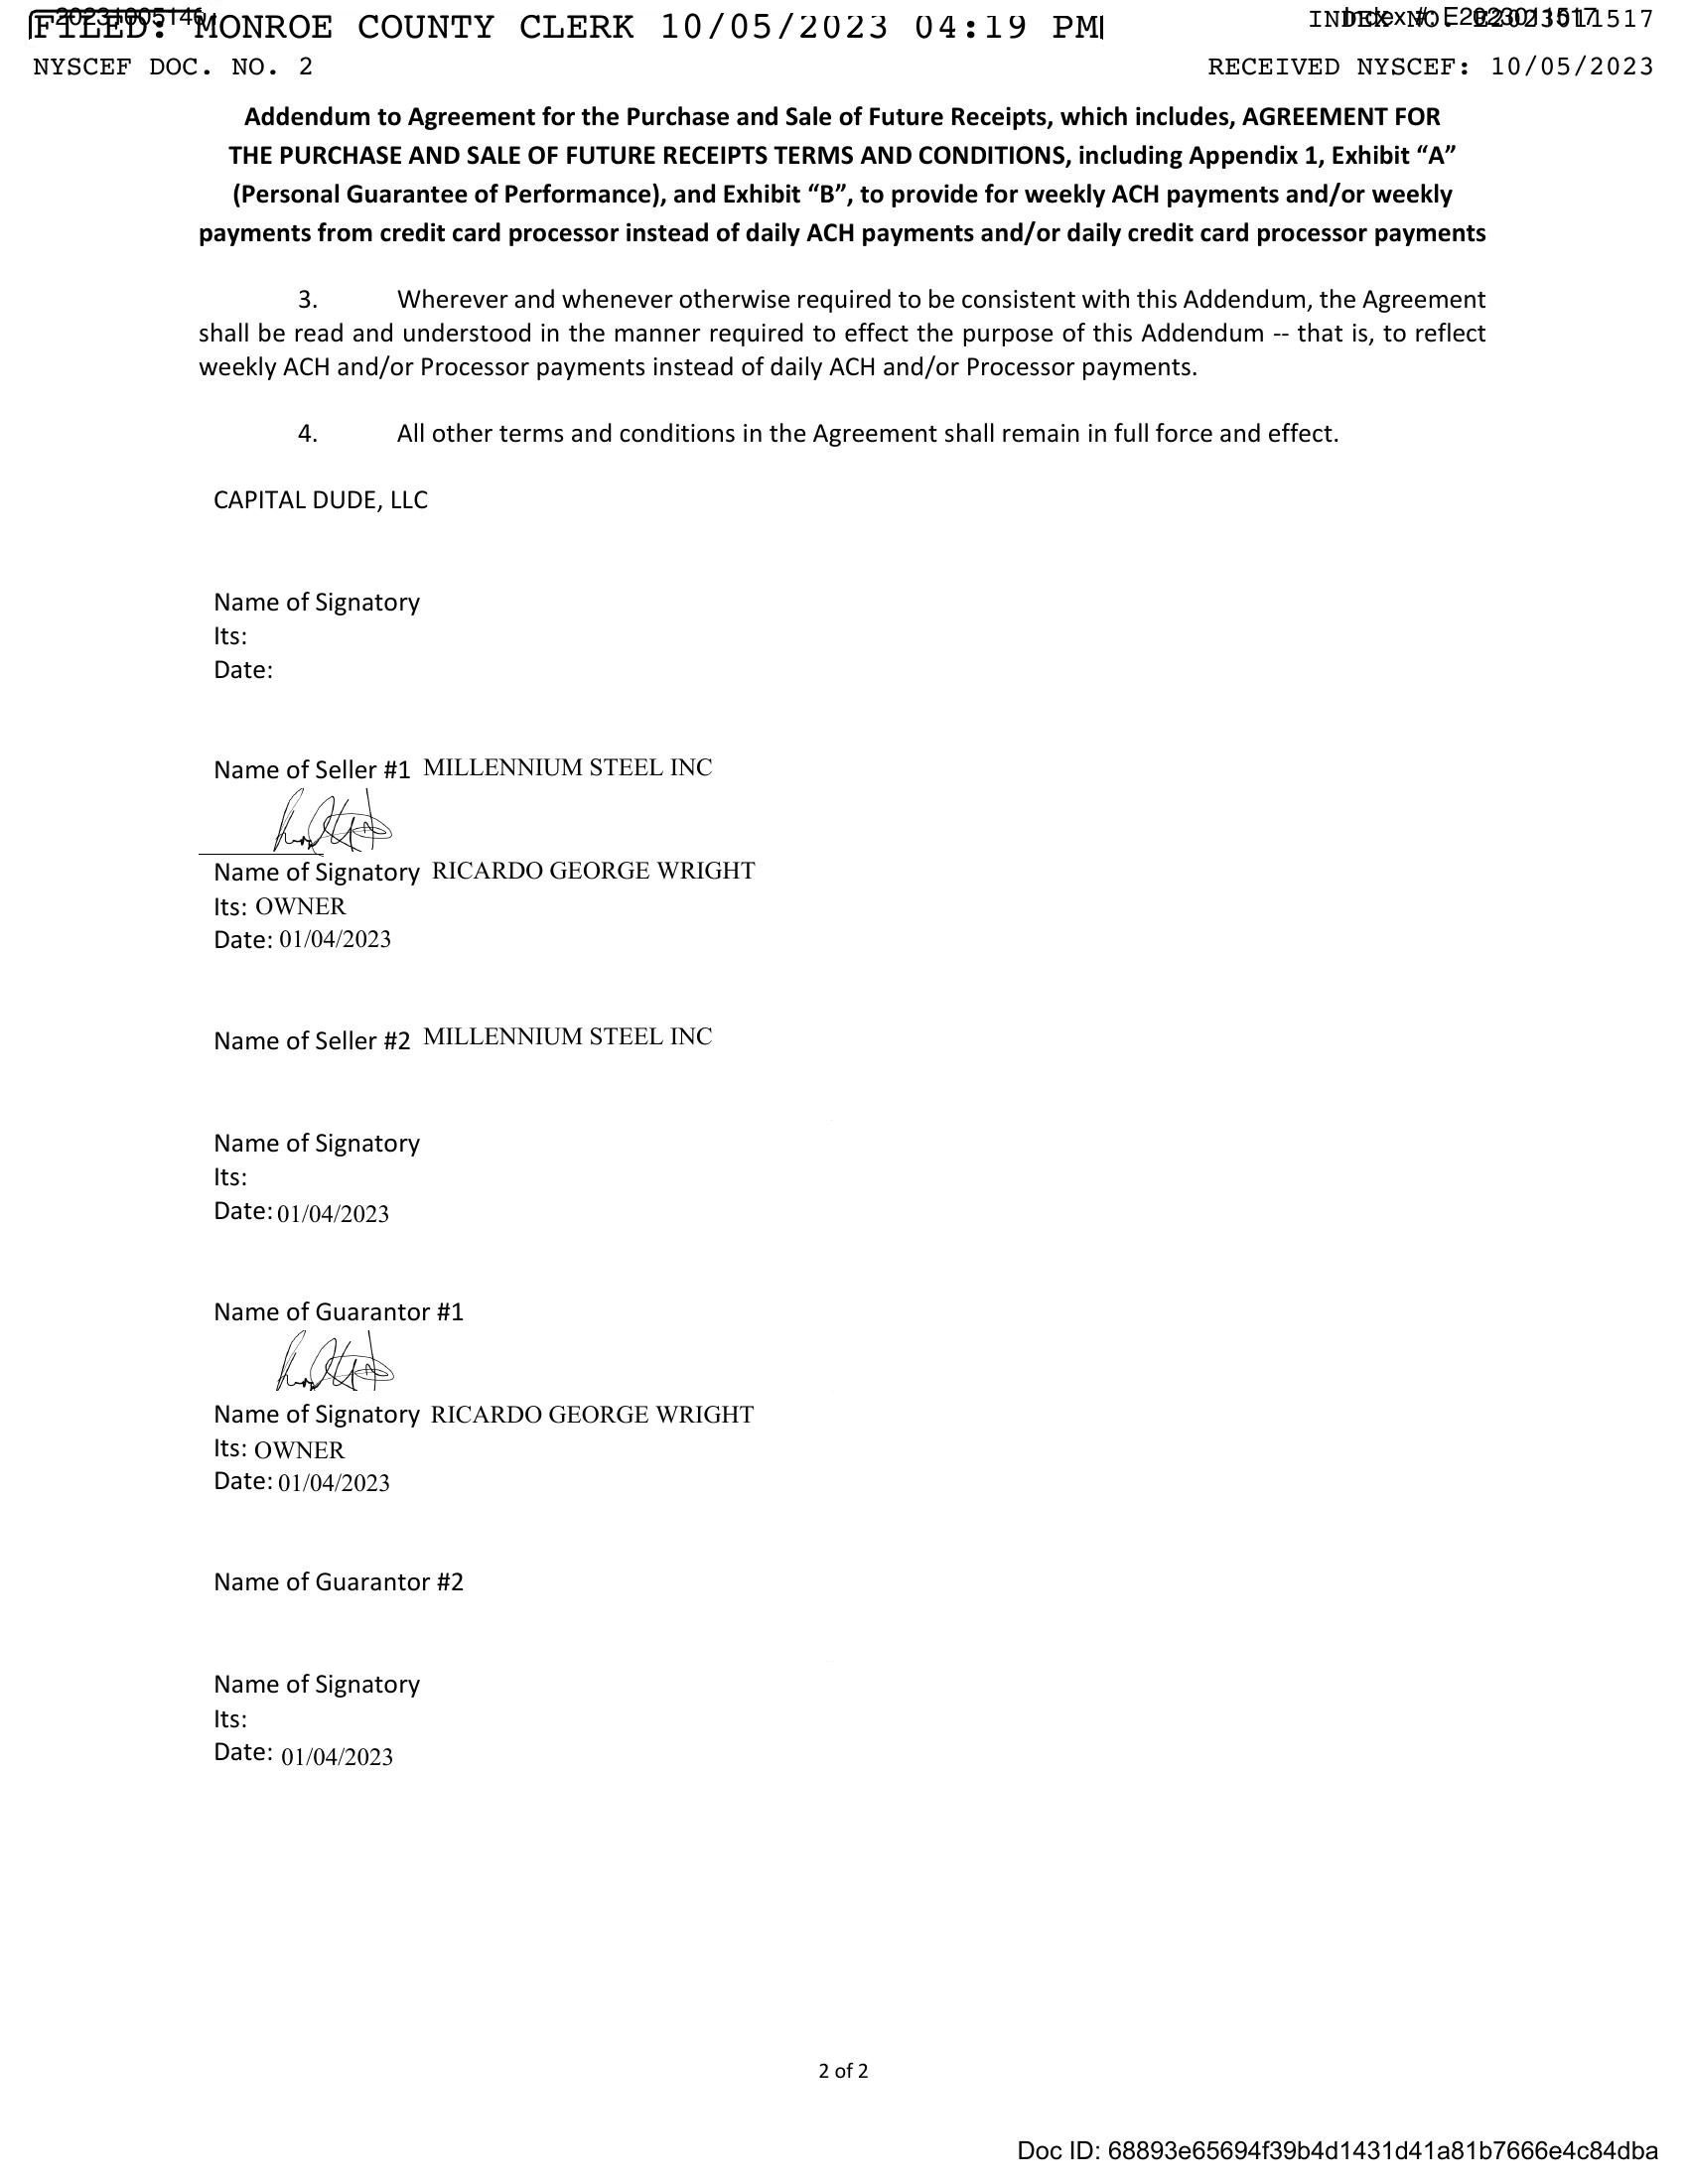 FILED: MONROE COUNTY CLERK 10/05/2023 04:19 PM
INDEX NO. E2023011517
NYSCEF DOC. NO. 2
RECEIVED NYSCEF: 10/05/2023
Addendum to Agreement for the Purchase and Sale of Future Receipts, which includes, AGREEMENT FOR
THE PURCHASE AND SALE OF FUTURE RECEIPTS TERMS AND CONDITIONS, including Appendix 1, Exhibit “A”
(Personal Guarantee of Performance), and Exhibit “B”, to provide for weekly ACH payments and/or weekly
payments from credit card processor instead of daily ACH payments and/or daily credit card processor payments
3. Wherever and whenever otherwise required to be consistent with this Addendum, the Agreement
shall be read and understood in the manner required to effect the purpose of this Addendum -- that is, to reflect
weekly ACH and/or Processor payments instead of daily ACH and/or Processor payments.
4. All other terms and conditions in the Agreement shall remain in full force and effect.
CAPITAL DUDE, LLC
Name of Signatory
Its:
Date:
Name of Seller #1 MILLENNIUM STEEL INC
Name of Signatory RICARDO GEORGE WRIGHT
Its: OWNER
Date: 01/04/2023
Name of Seller #2 MILLENNIUM STEEL INC
Name of Signatory
Its:
Date: 01/04/2023
Name of Guarantor #1
Name of Signatory RICARDO GEORGE WRIGHT
Its: OWNER
Date: 01/04/2023
Name of Guarantor #2
Name of Signatory
Its:
Date: 01/04/2023
2 of 2
Doc ID: 68893e65694f39b4d1431d41a81b7666e4c84dba